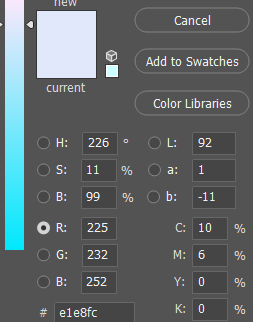 new
Cancel
Add to Swatches
current
Color Libraries
H: 226 ° L: 92
S: 11 % a: 1
B: 99 % b: -11
R: 225 C: 10 %
G: 232 M: 6 %
B: 252 Y: 0 %
# e1e8fc K: 0 %